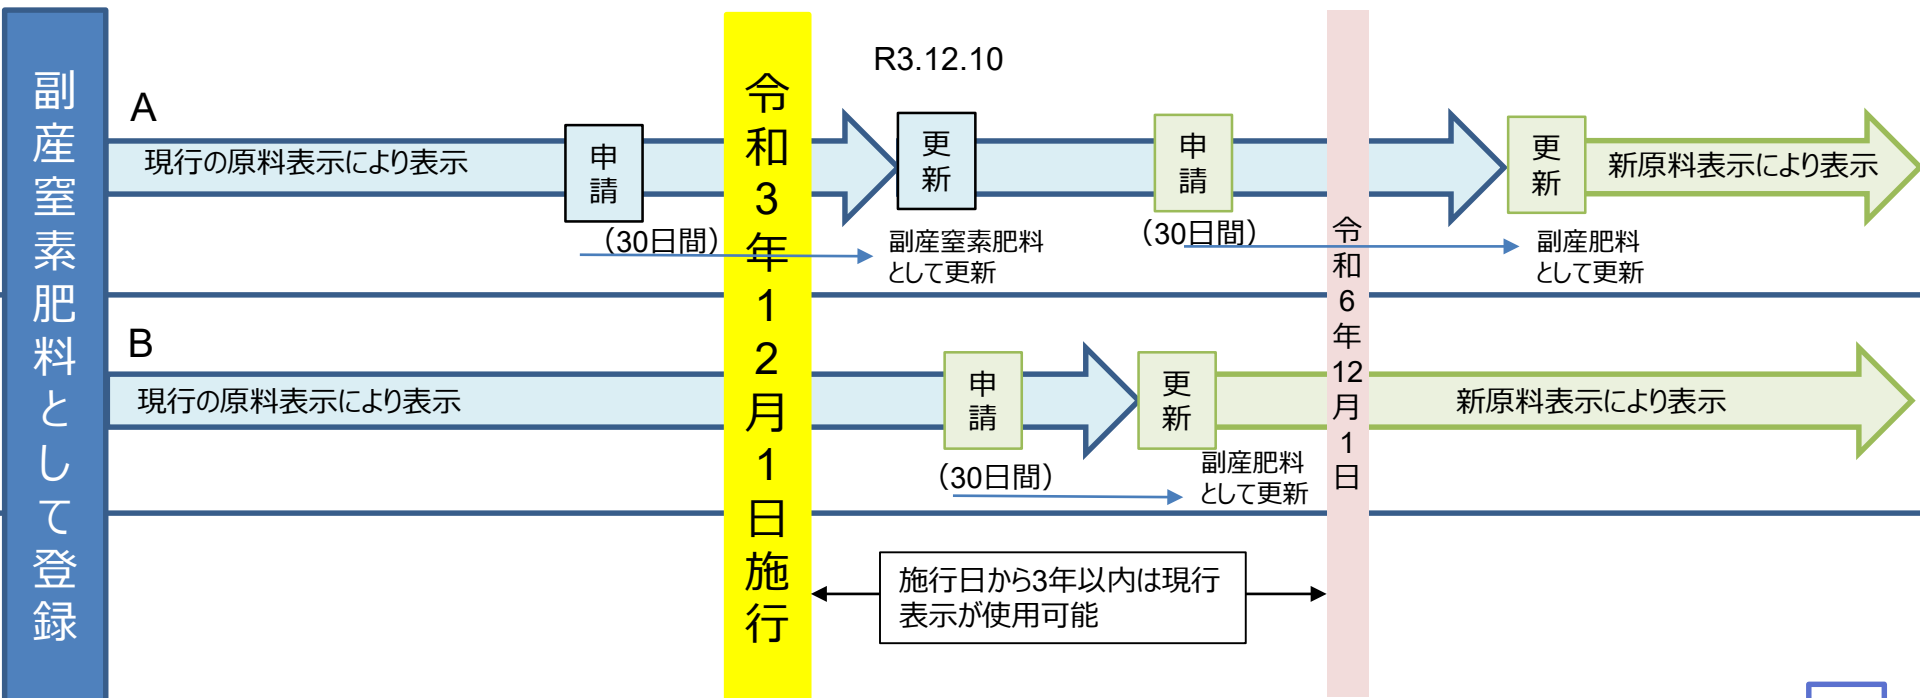 副産窒素肥料として登録
令和3年12月1日施行
令和6年12月1日
R3.12.10
A
現行の原料表示により表示
申請
更新
申請
更新
新原料表示により表示
（30日間）
副産窒素肥料
として更新
（30日間）
副産肥料
として更新
B
現行の原料表示により表示
申請
更新
新原料表示により表示
（30日間）
副産肥料
として更新
施行日から3年以内は現行
表示が使用可能